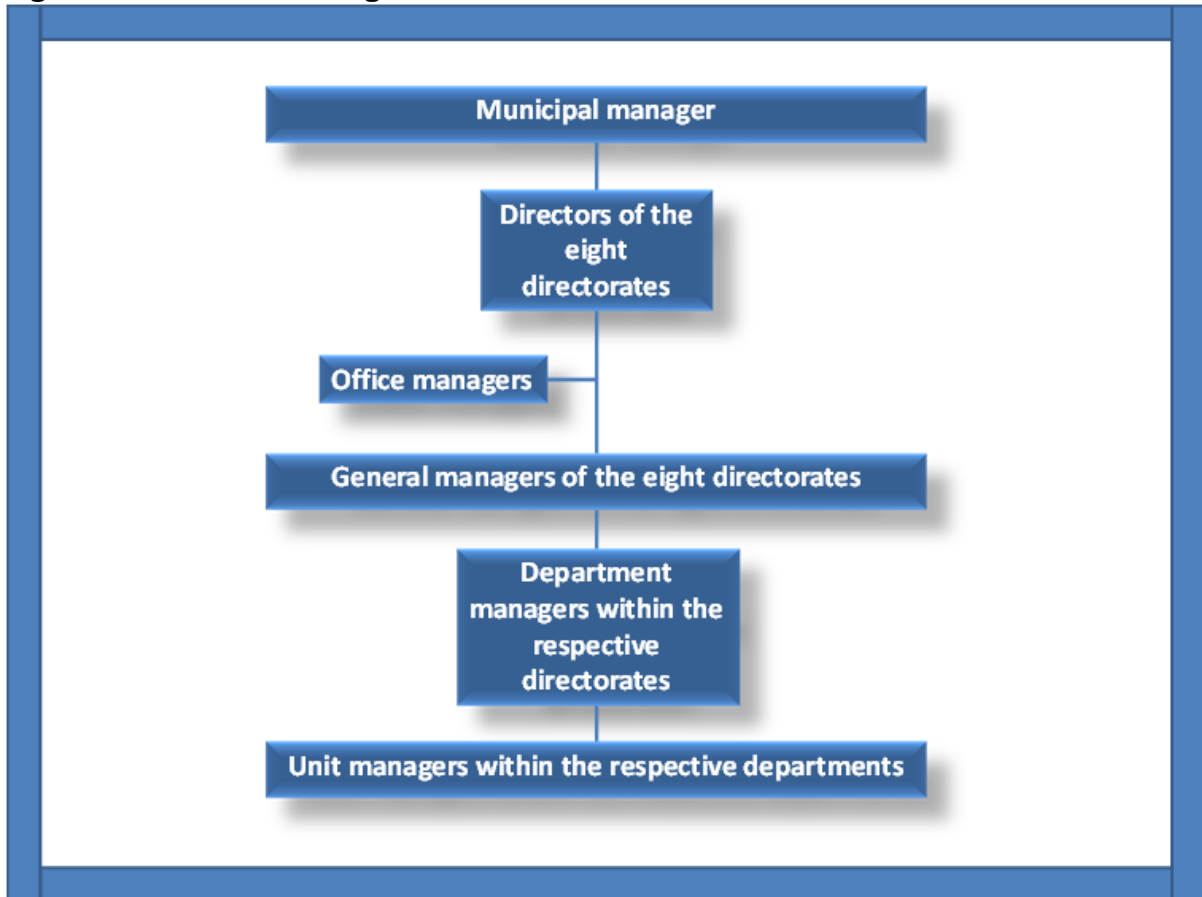 Municipal manager
Directors of the
eight
directorates
Office managers
General managers of the eight directorates
Department
managers within the
respective
directorates
Unit managers within the respective departments